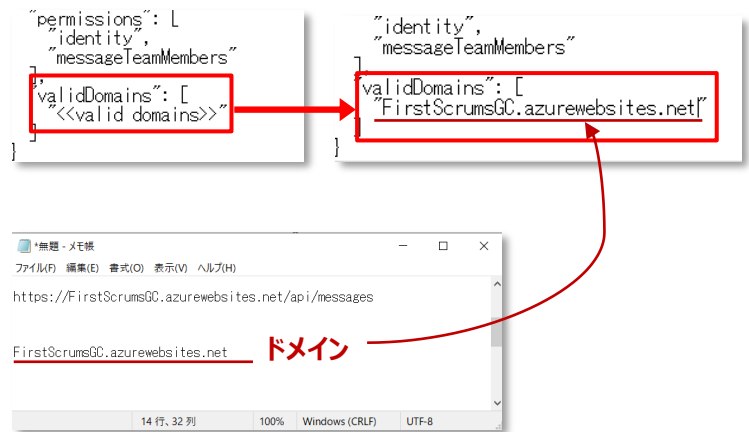 "permissions": [
"identity",
"messageTeamMembers"
],
"validDomains": [
"<<valid domains>>"
]
}
"identity",
"messageTeamMembers"
],
"validDomains": [
"FirstScrumsGC.azurewebsites.net"
]
}
*無題 - メモ帳
ファイル(F) 編集(E) 書式(O) 表示(V) ヘルプ(H)
https://FirstScrumsGC.azurewebsites.net/api/messages
FirstScrumsGC.azurewebsites.net ドメイン
14 行、32 列 100% Windows (CRLF) UTF-8